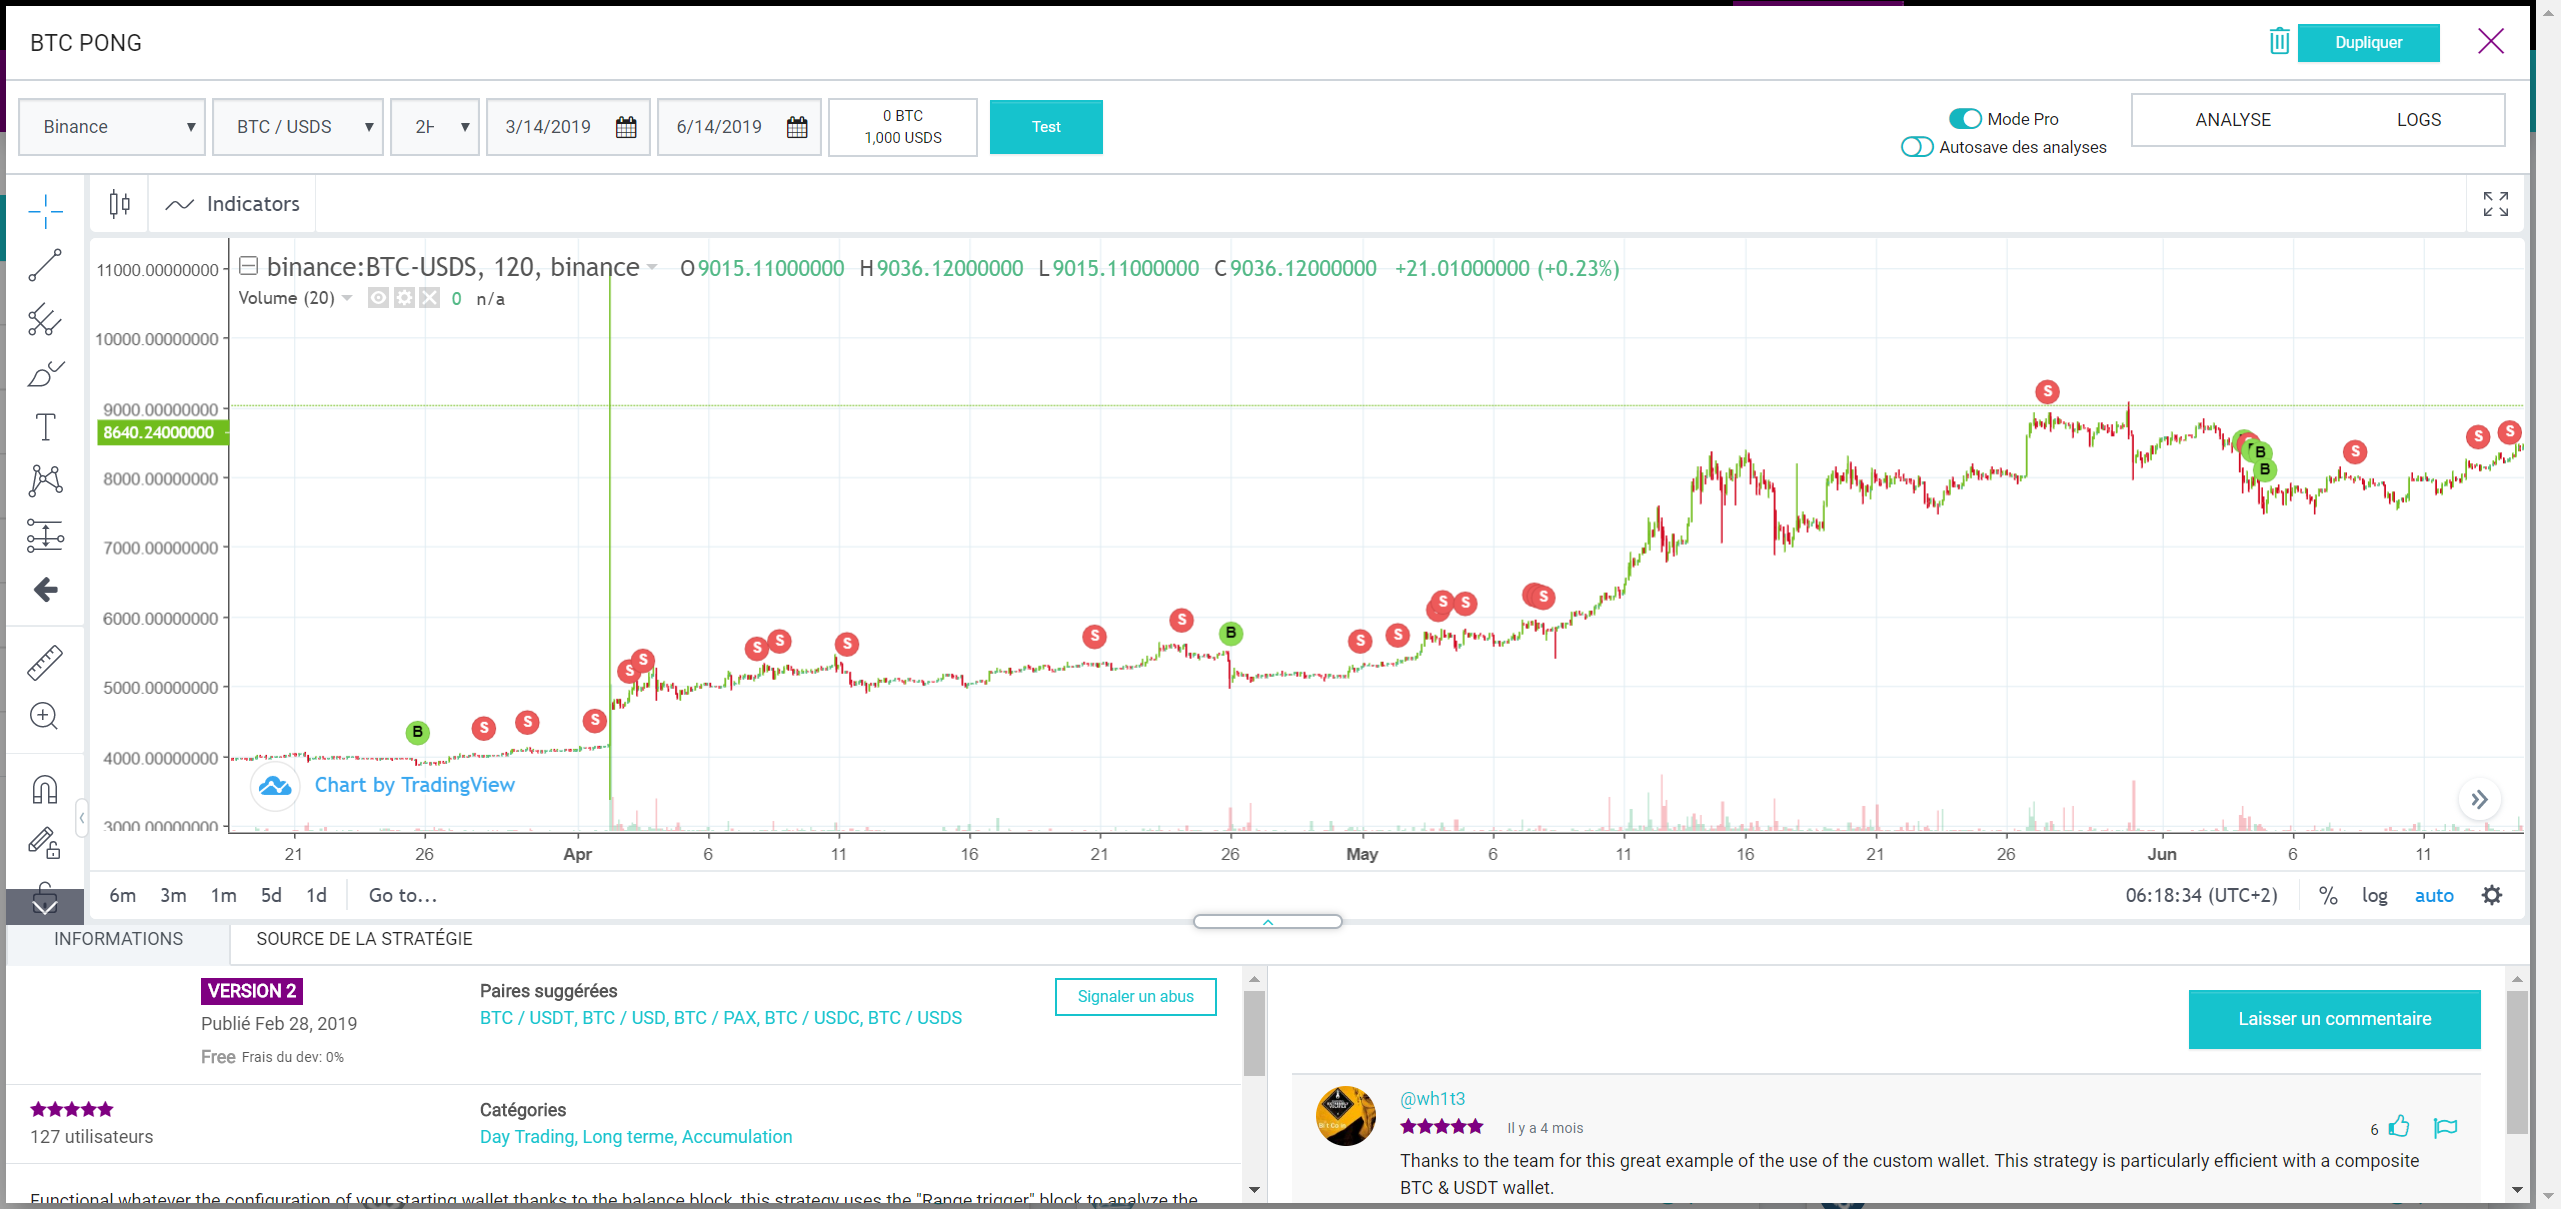 BTC PONG
Dupliquer
Binance
BTC / USDS
2H
3/14/2019
6/14/2019
0 BTC
1,000 USDS
Test
Mode Pro
Autosave des analyses
ANALYSE
LOGS
Indicators
binance:BTC-USDS, 120, binance O9015.11000000 H9036.12000000 L9015.11000000 C9036.12000000 +21.01000000 (+0.23%)
Volume (20) 0 n/a
11000.00000000
10000.00000000
9000.00000000
8640.24000000
8000.00000000
7000.00000000
6000.00000000
5000.00000000
4000.00000000
3000.00000000
S
S
B
B
S
S
S
S
S
S
S
S
S
B
S
S
S
S
S
S
S
B
S
S
S
Chart by TradingView
21 26 Apr 6 11 16 21 26 May 6 11 16 21 26 Jun 6 11
6m 3m 1m 5d 1d Go to...
06:18:34 (UTC+2) % log auto
INFORMATIONS
SOURCE DE LA STRATÉGIE
VERSION 2
Publié Feb 28, 2019
Free Frais du dev: 0%
Paires suggérées
BTC / USDT, BTC / USD, BTC / PAX, BTC / USDC, BTC / USDS
Signaler un abus
127 utilisateurs
Catégories
Day Trading, Long terme, Accumulation
Functional whatever the configuration of your starting wallet thanks to the balance block, this strategy uses the "Range trigger" block to analyze the
Laisser un commentaire
@wh1t3
Il y a 4 mois
6
Thanks to the team for this great example of the use of the custom wallet. This strategy is particularly efficient with a composite
BTC & USDT wallet.